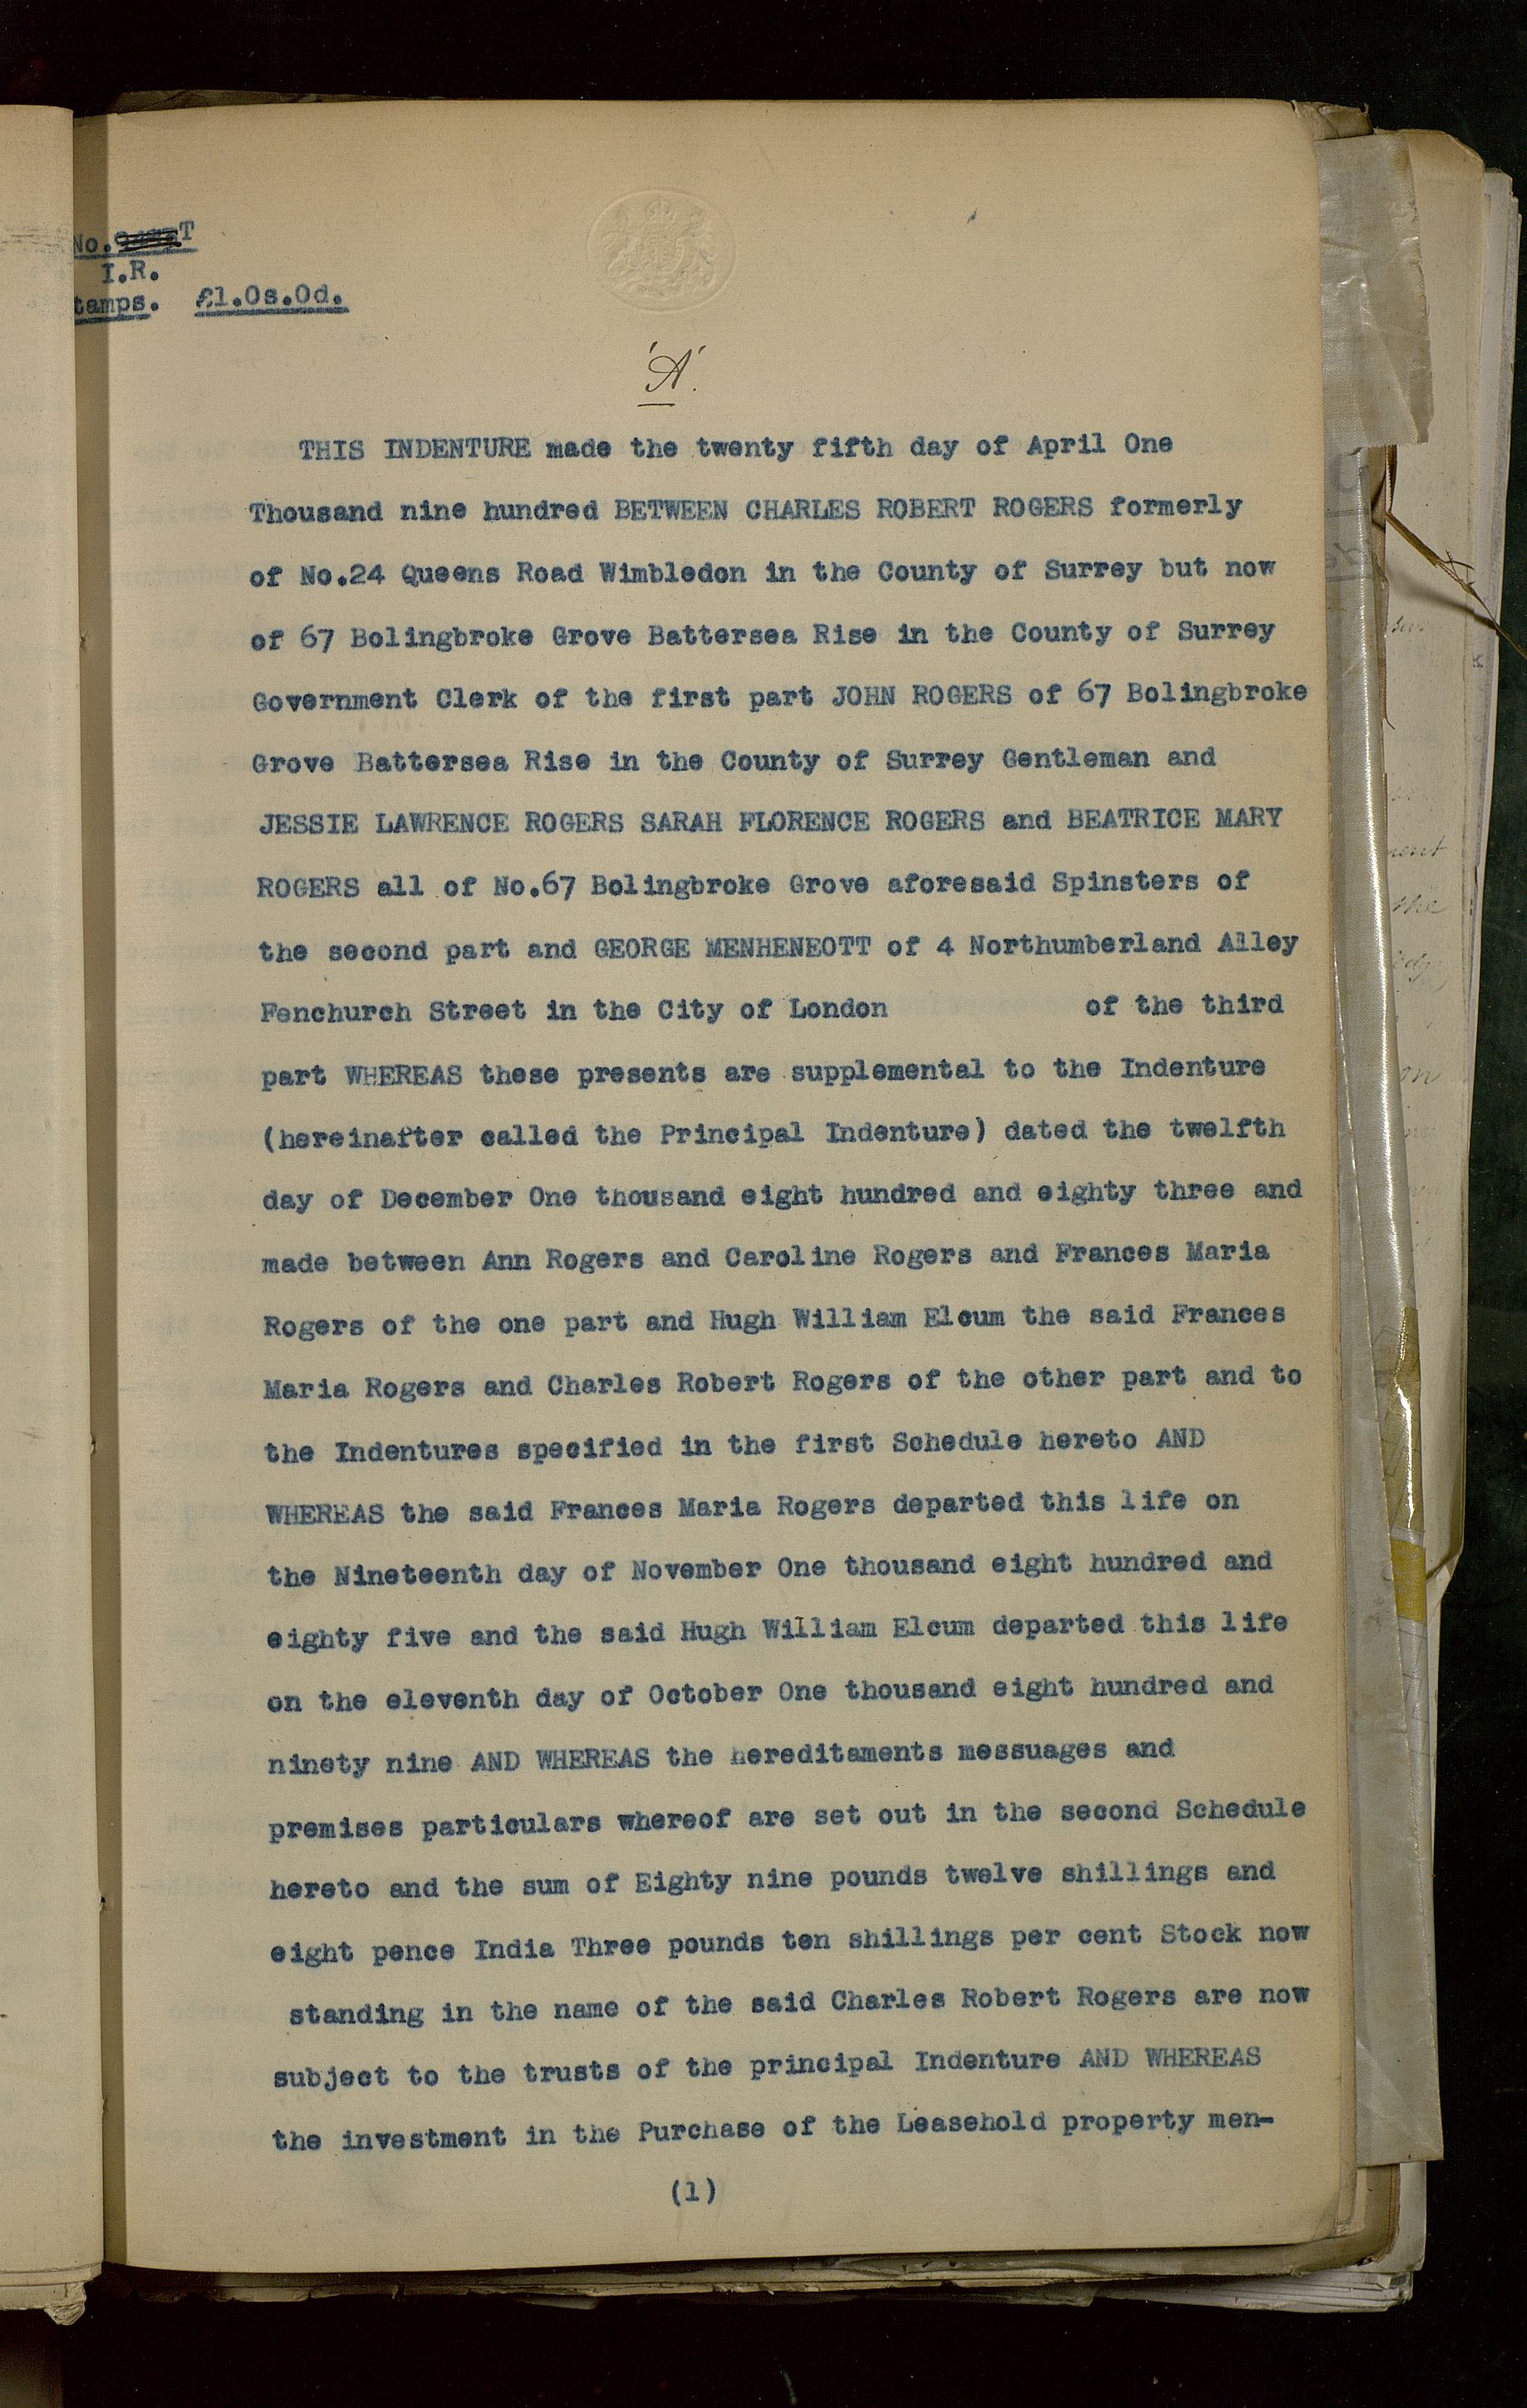 No. T
I.R.
tamps. £1.0s.0d.
'A'.
THIS INDENTURE made the twenty fifth day of April One
Thousand nine hundred BETWEEN CHARLES ROBERT ROGERS formerly
of No.24 Queens Road Wimbledon in the County of Surrey but now
of 67 Bolingbroke Grove Battersea Rise in the County of Surrey
Government Clerk of the first part JOHN ROGERS of 67 Bolingbroke
Grove Battersea Rise in the County of Surrey Gentleman and
JESSIE LAWRENCE ROGERS SARAH FLORENCE ROGERS and BEATRICE MARY
ROGERS all of No.67 Bolingbroke Grove aforesaid Spinsters of
the second part and GEORGE MENHENEOTT of 4 Northumberland Alley
Fenchurch Street in the City of London of the third
part WHEREAS these presents are supplemental to the Indenture
(hereinafter called the Principal Indenture) dated the twelfth
day of December One thousand eight hundred and eighty three and
made between Ann Rogers and Caroline Rogers and Frances Maria
Rogers of the one part and Hugh William Elcum the said Frances
Maria Rogers and Charles Robert Rogers of the other part and to
the Indentures specified in the first Schedule hereto AND
WHEREAS the said Frances Maria Rogers departed this life on
the Nineteenth day of November One thousand eight hundred and
eighty five and the said Hugh William Elcum departed this life
on the eleventh day of October One thousand eight hundred and
ninety nine AND WHEREAS the hereditaments messuages and
premises particulars whereof are set out in the second Schedule
hereto and the sum of Eighty nine pounds twelve shillings and
eight pence India Three pounds ten shillings per cent Stock now
standing in the name of the said Charles Robert Rogers are now
subject to the trusts of the principal Indenture AND WHEREAS
the investment in the Purchase of the Leasehold property men-
(1)